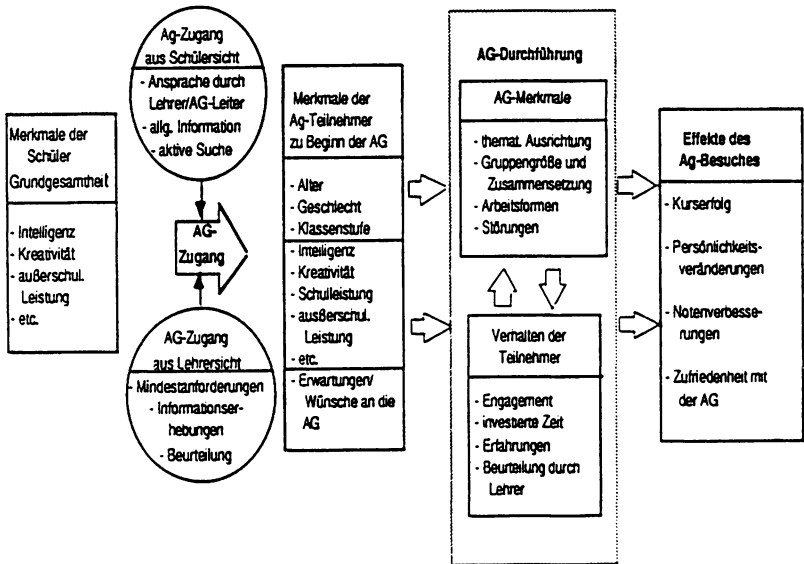 Merkmale der
Schüler
Grundgesamtheit
- Intelligenz
- Kreativität
- außerschul.
Leistung
- etc.
Ag-Zugang
aus Schülersicht
- Ansprache durch
Lehrer/AG-Leiter
- allg. Information
- aktive Suche
AG-
Zugang
AG-Zugang
aus Lehrersicht
- Mindestanforderungen
- Informationser-
hebungen
- Beurteilung
Merkmale der
Ag-Teilnehmer
zu Beginn der AG
- Alter
- Geschlecht
- Klassenstufe
- Intelligenz
- Kreativität
- Schulleistung
- ausßerschul.
Leistung
- etc.
- Erwartungen/
Wünsche an die
AG
AG-Durchführung
AG-Merkmale
- themat. Ausrichtung
- Gruppengröße und
Zusammensetzung
- Arbeitsformen
- Störungen
Verhalten der
Teilnehmer
- Engagement
- investierte Zeit
- Erfahrungen
- Beurteilung durch
Lehrer
Effekte des
Ag-Besuches
- Kurserfolg
- Persönlichkeits-
veränderungen
- Notenverbesse-
rungen
- Zufriedenheit mit
der AG